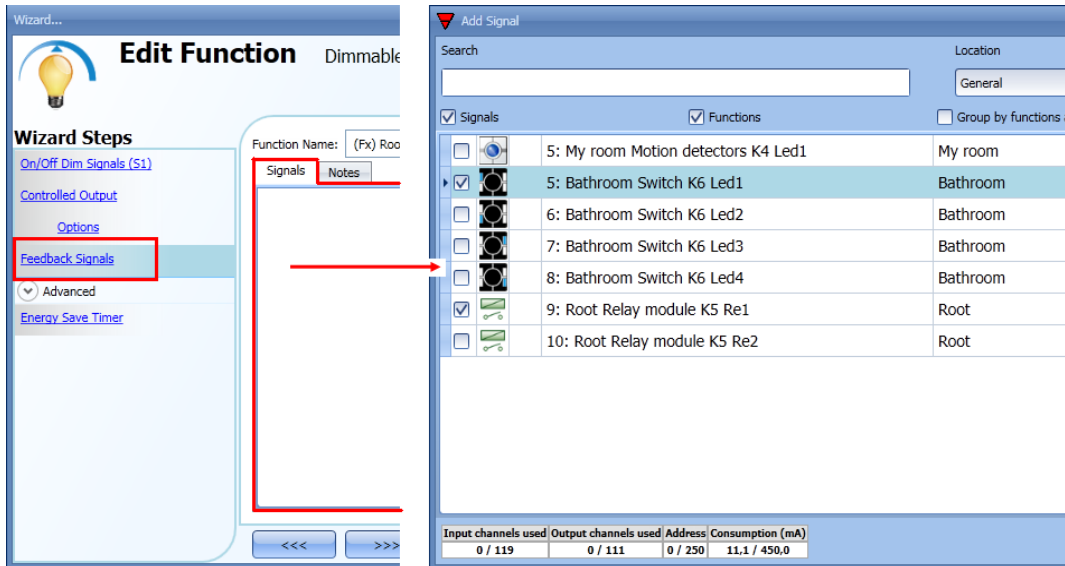 Wizard...
Edit Function Dimmable
Wizard Steps
On/Off Dim Signals (S1)
Controlled Output
Options
Feedback Signals
Advanced
Energy Save Timer
Function Name: (Fx) Roo
Signals Notes
<<< >>>
Add Signal
Search Location
General
Signals Functions Group by functions
5: My room Motion detectors K4 Led1 My room
5: Bathroom Switch K6 Led1 Bathroom
6: Bathroom Switch K6 Led2 Bathroom
7: Bathroom Switch K6 Led3 Bathroom
8: Bathroom Switch K6 Led4 Bathroom
9: Root Relay module K5 Re1 Root
10: Root Relay module K5 Re2 Root
Input channels used Output channels used Address Consumption (mA)
0 / 119 0 / 111 0 / 250 11,1 / 450,0